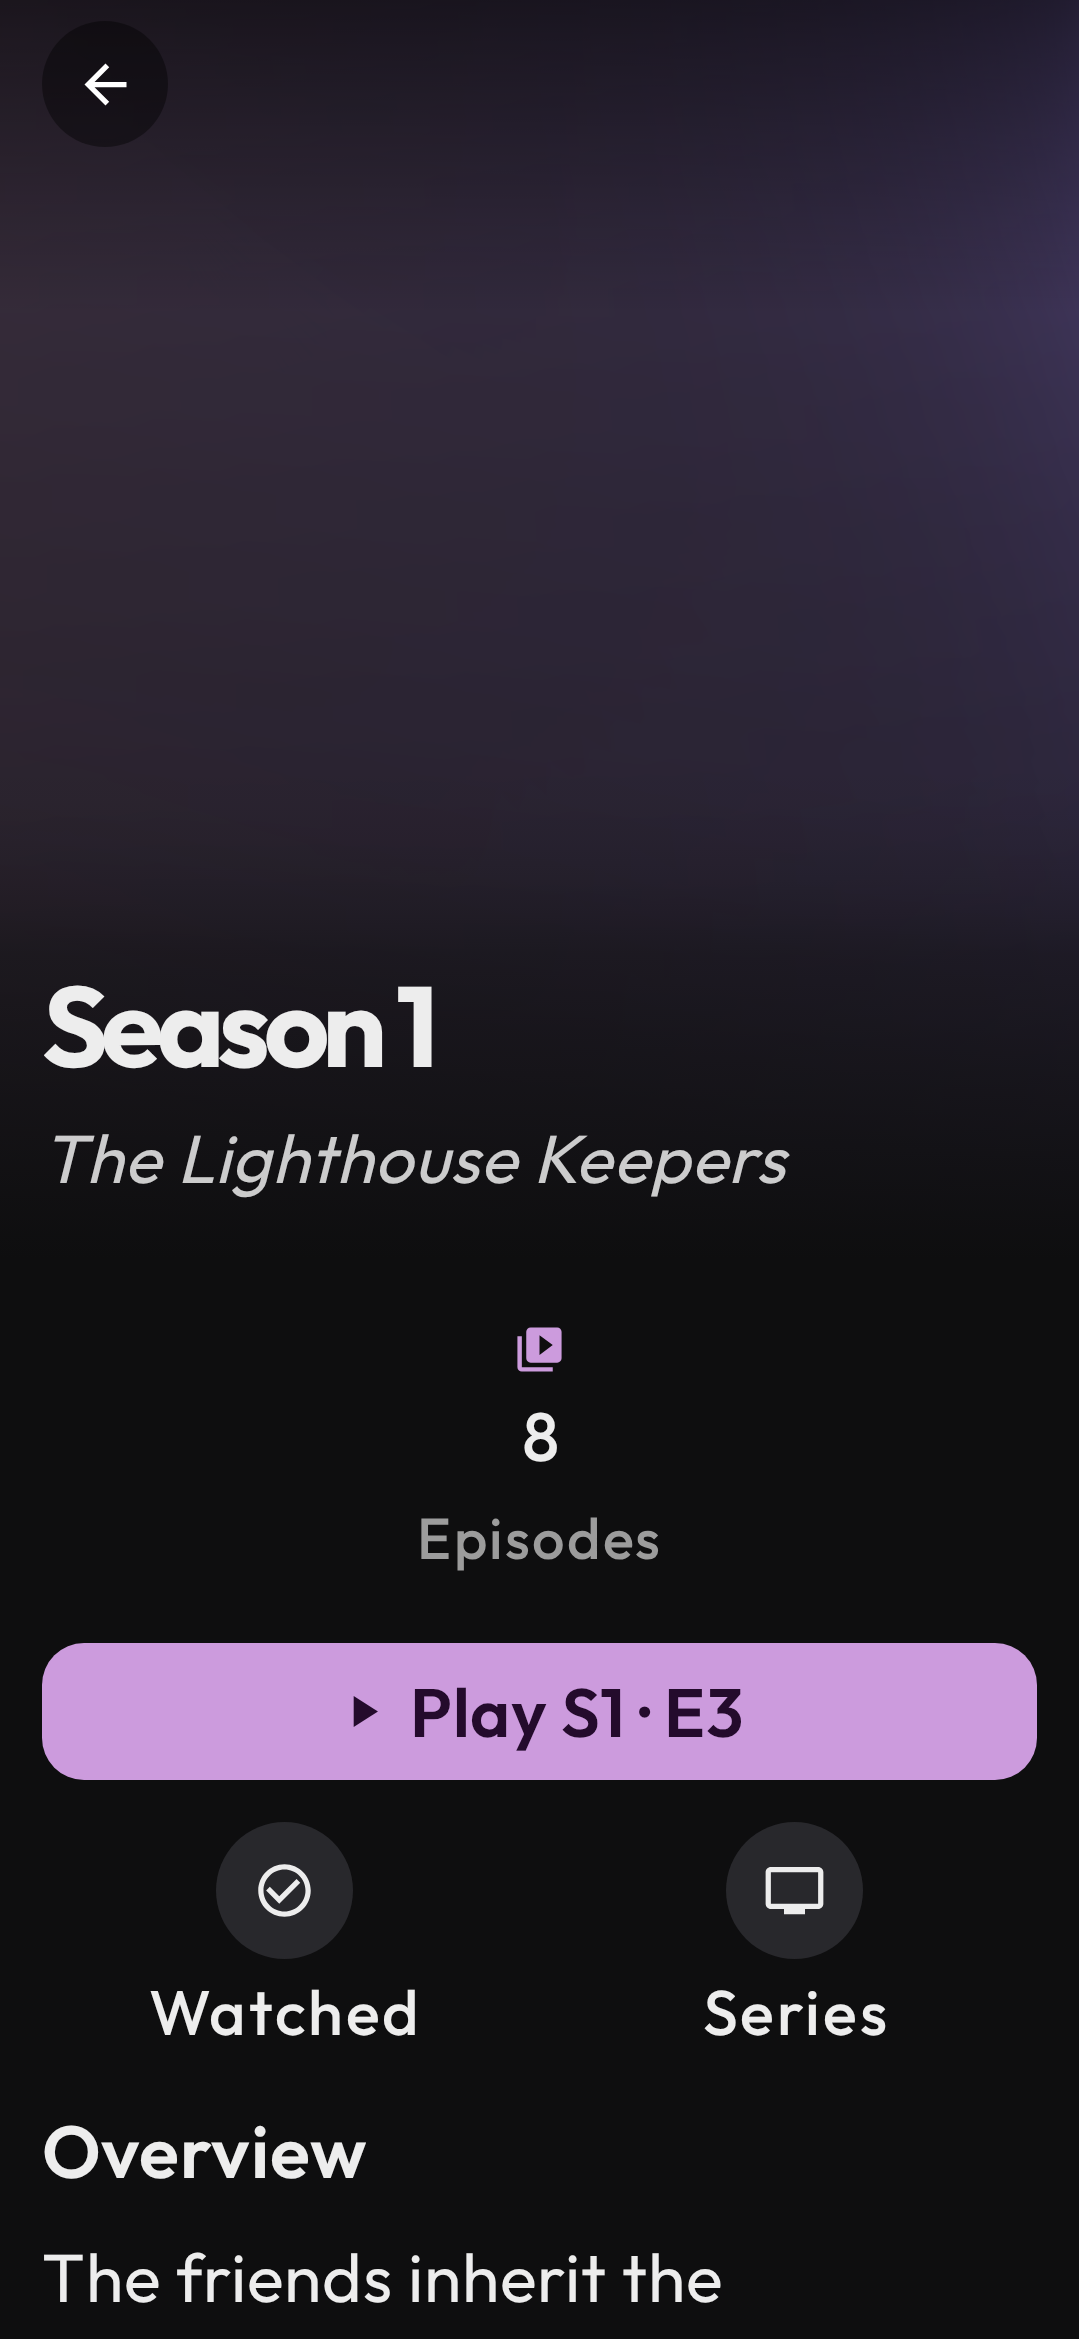 Season 1
The Lighthouse Keepers
8
Episodes
Play S1 · E3
Watched
Series
Overview
The friends inherit the